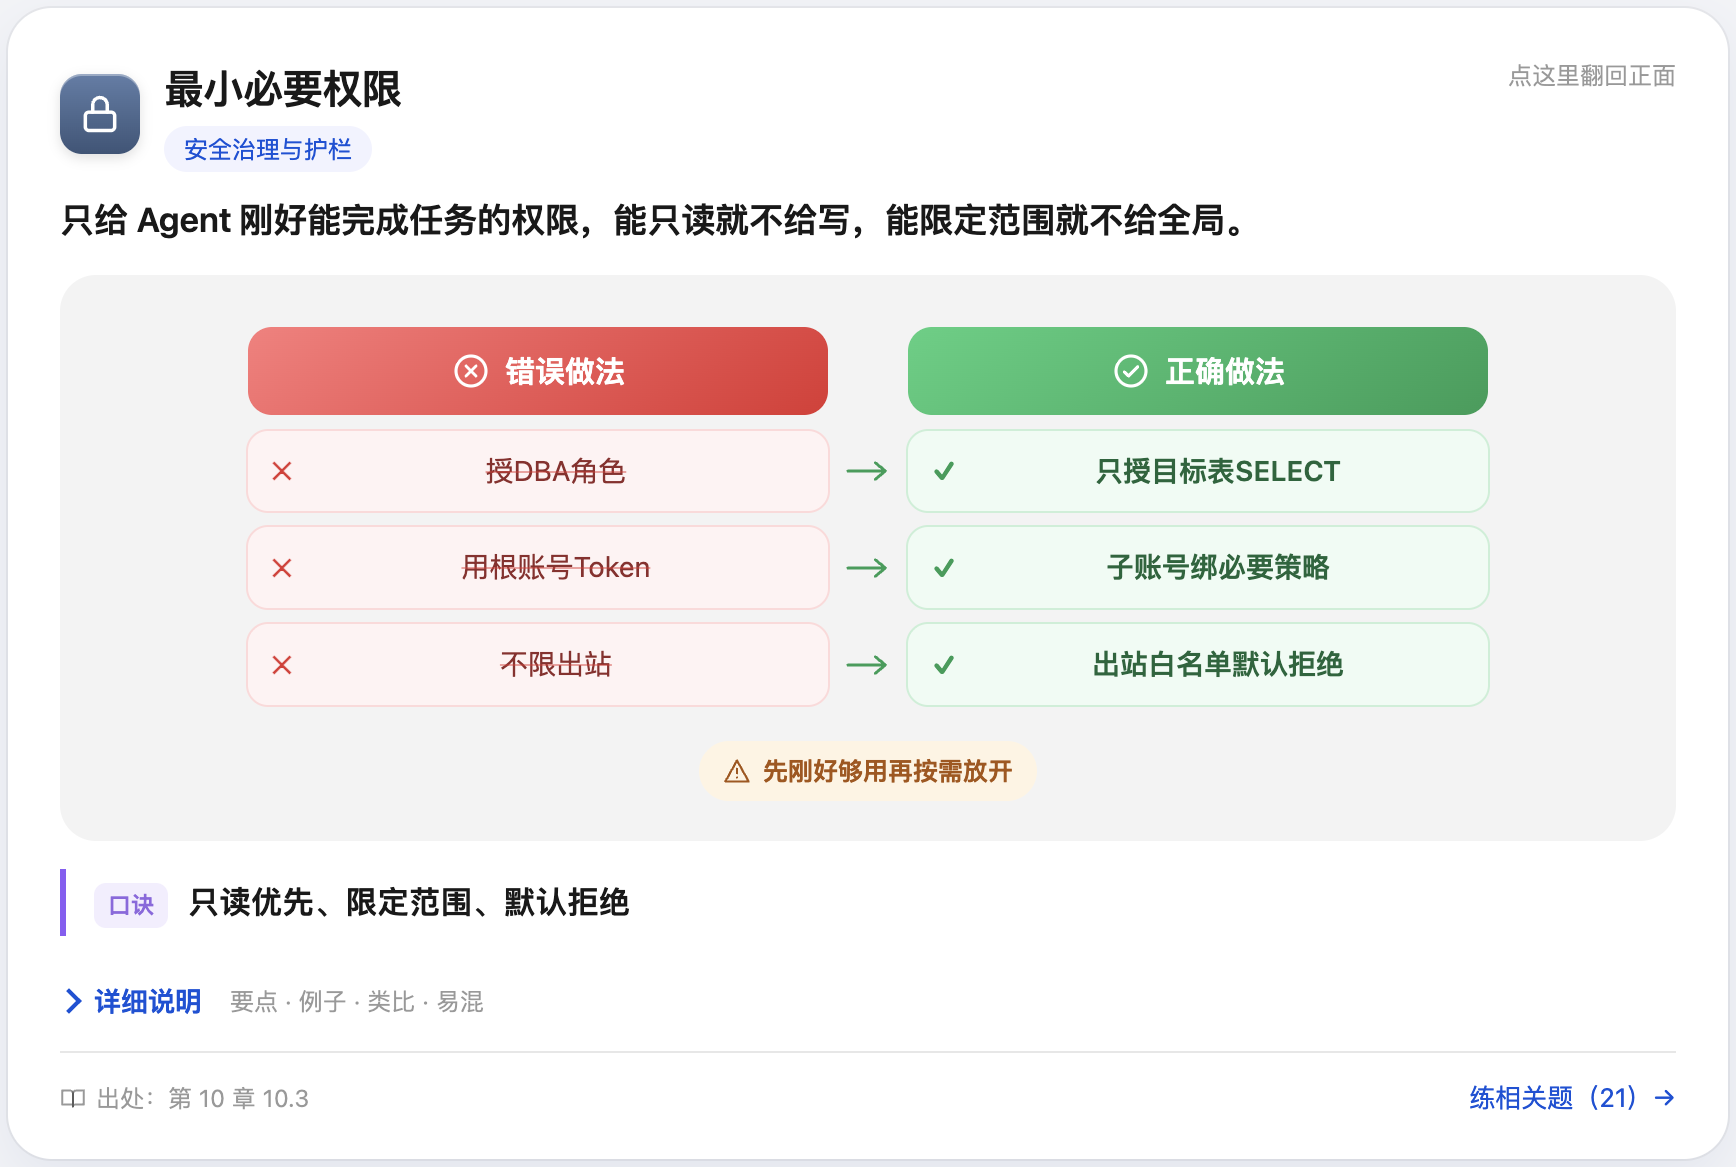 最小必要权限
点这里翻回正面
安全治理与护栏
只给 Agent 刚好能完成任务的权限，能只读就不给写，能限定范围就不给全局。
错误做法
正确做法
授DBA角色
只授目标表SELECT
用根账号Token
子账号绑必要策略
不限出站
出站白名单默认拒绝
先刚好够用再按需放开
口诀 只读优先、限定范围、默认拒绝
详细说明 要点 · 例子 · 类比 · 易混
出处：第 10 章 10.3
练相关题（21）